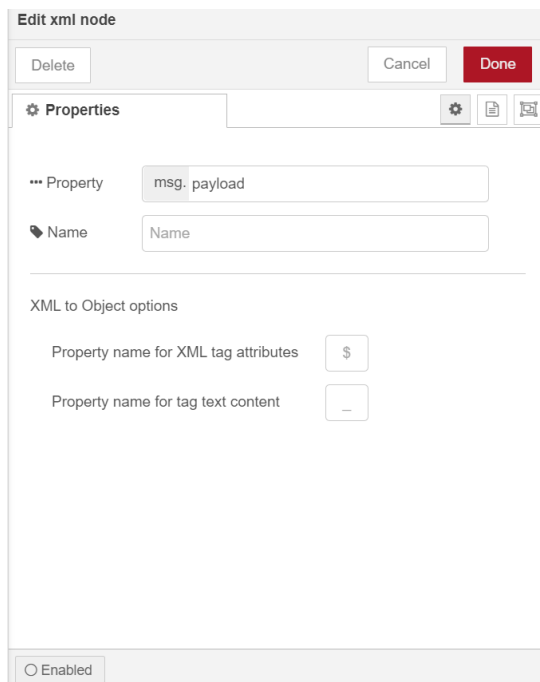 Edit xml node
Delete Cancel Done
Properties
Property msg. payload
Name Name
XML to Object options
Property name for XML tag attributes $
Property name for tag text content _
Enabled